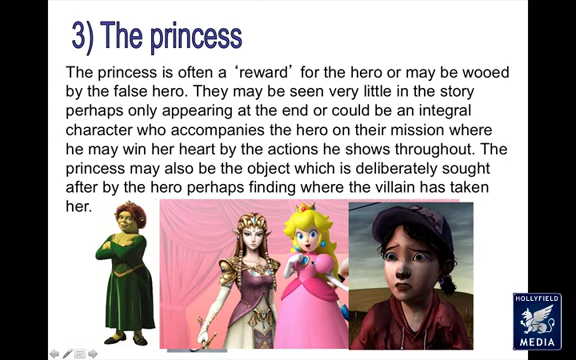 3) The princess
The princess is often a ‘reward’ for the hero or may be wooed
by the false hero. They may be seen very little in the story
perhaps only appearing at the end or could be an integral
character who accompanies the hero on their mission where
he may win her heart by the actions he shows throughout. The
princess may also be the object which is deliberately sought
after by the hero perhaps finding where the villain has taken
her.
HOLLYFIELD
MEDIA